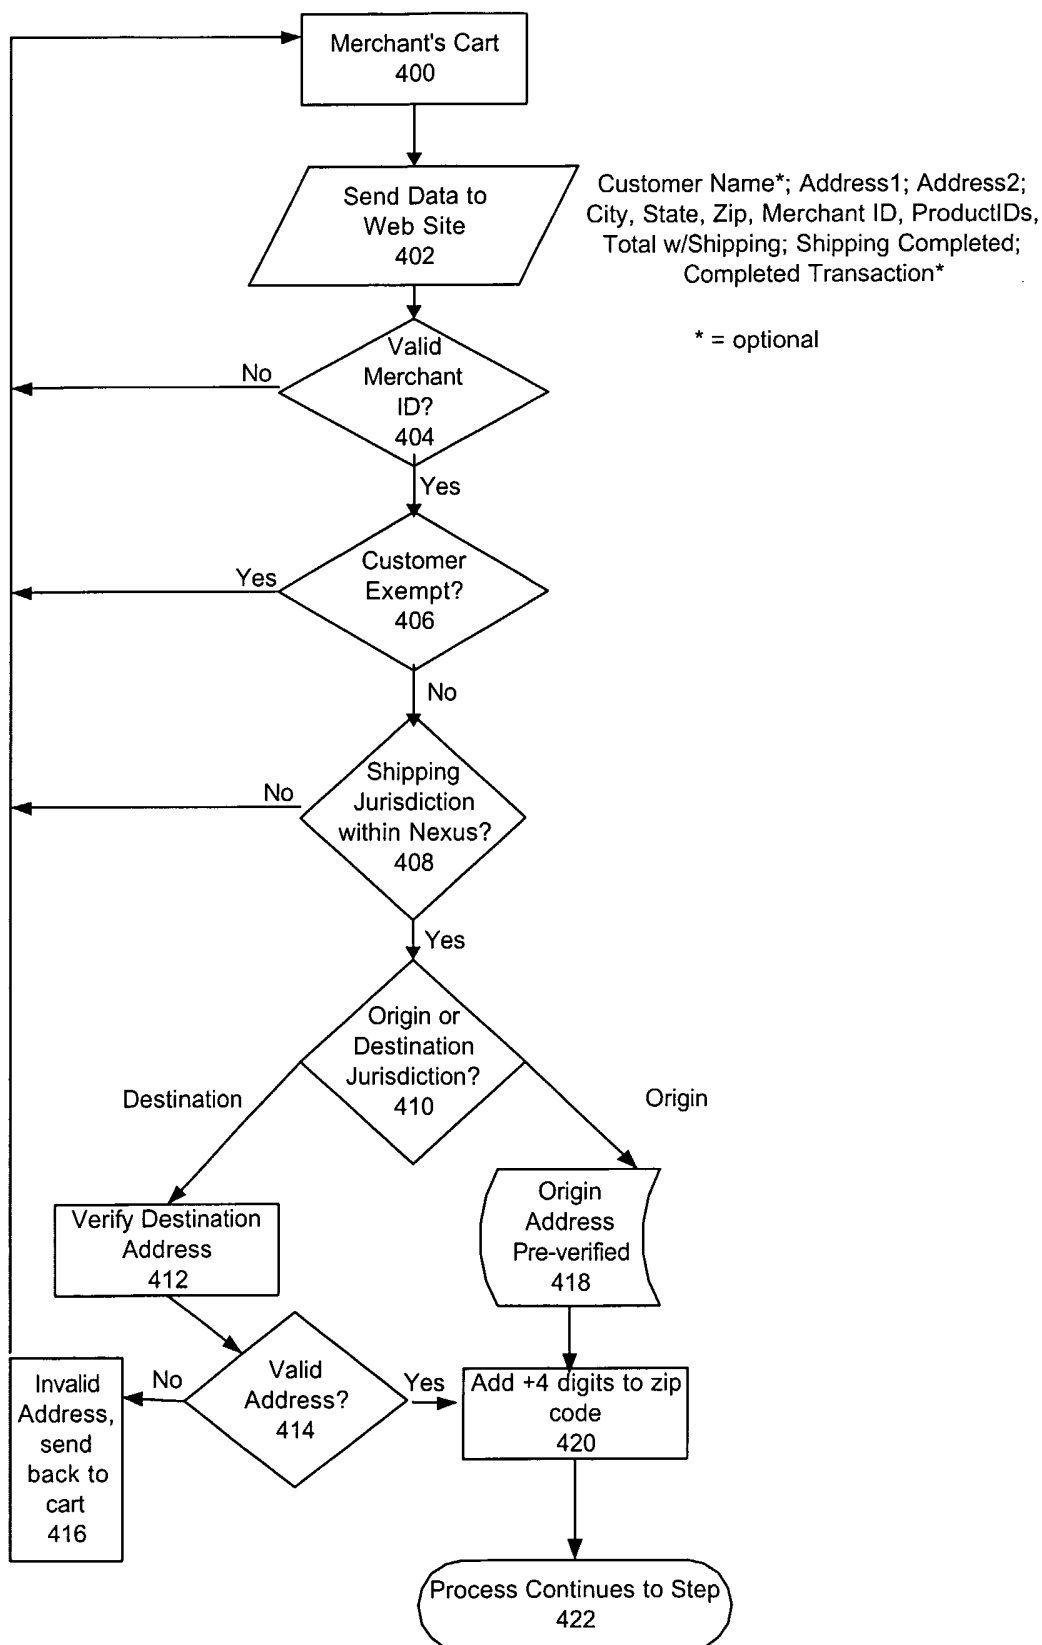 Merchant's Cart
400
Send Data to
Web Site
402
Customer Name*; Address1; Address2;
City, State, Zip, Merchant ID, ProductIDs,
Total w/Shipping; Shipping Completed;
Completed Transaction*
* = optional
Valid
Merchant
ID?
404
No
Yes
Customer
Exempt?
406
Yes
No
Shipping
Jurisdiction
within Nexus?
408
No
Yes
Origin or
Destination
Jurisdiction?
410
Destination
Origin
Verify Destination
Address
412
Origin
Address
Pre-verified
418
Valid
Address?
414
No
Yes
Invalid
Address,
send
back to
cart
416
Add +4 digits to zip
code
420
Process Continues to Step
422